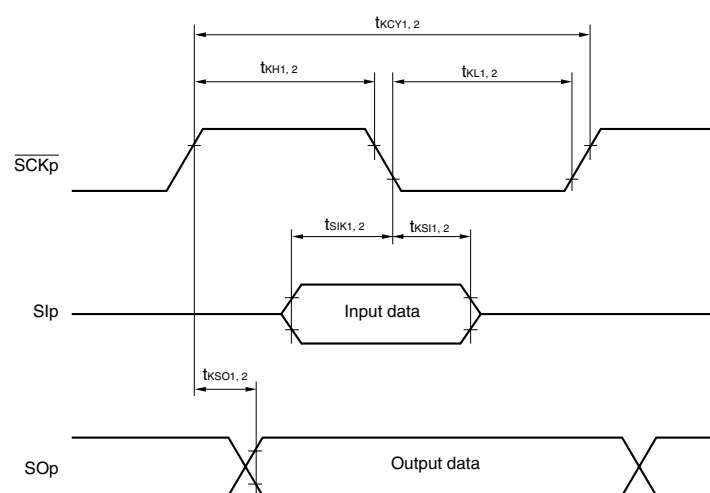 tKCY1, 2
tKH1, 2
tKL1, 2
SCKp
tSIK1, 2
tKSI1, 2
SIp
Input data
tKSO1, 2
SOp
Output data